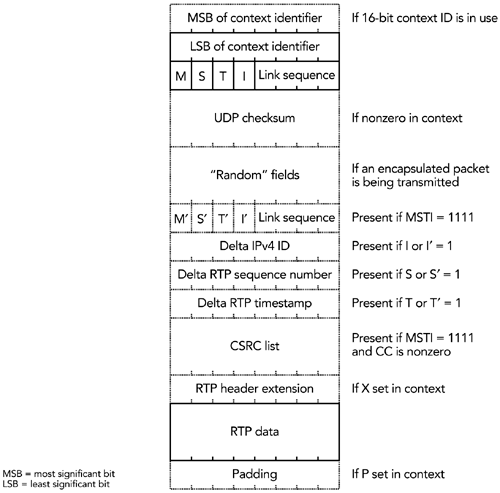 MSB of context identifier If 16-bit context ID is in use
LSB of context identifier
M S T I Link sequence
UDP checksum If nonzero in context
"Random" fields If an encapsulated packet
is being transmitted
M′ S′ T′ I′ Link sequence Present if MSTI = 1111
Delta IPv4 ID Present if I or I′ = 1
Delta RTP sequence number Present if S or S′ = 1
Delta RTP timestamp Present if T or T′ = 1
CSRC list Present if MSTI = 1111
and CC is nonzero
RTP header extension If X set in context
RTP data
MSB = most significant bit
LSB = least significant bit
Padding If P set in context